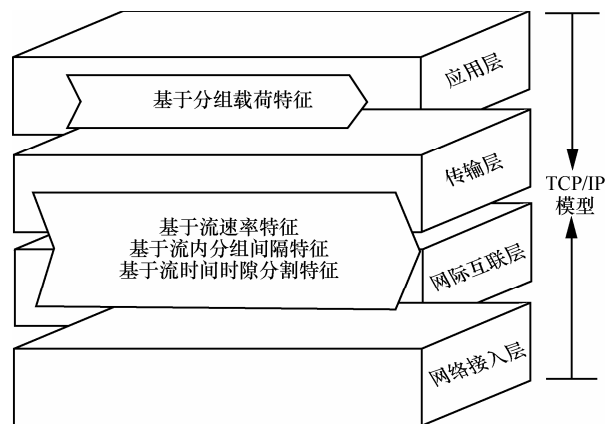 应用层
基于分组载荷特征
传输层
TCP/IP
模型
基于流速率特征
基于流内分组间隔特征
基于流时间时隙分割特征
网际互联层
网络接入层